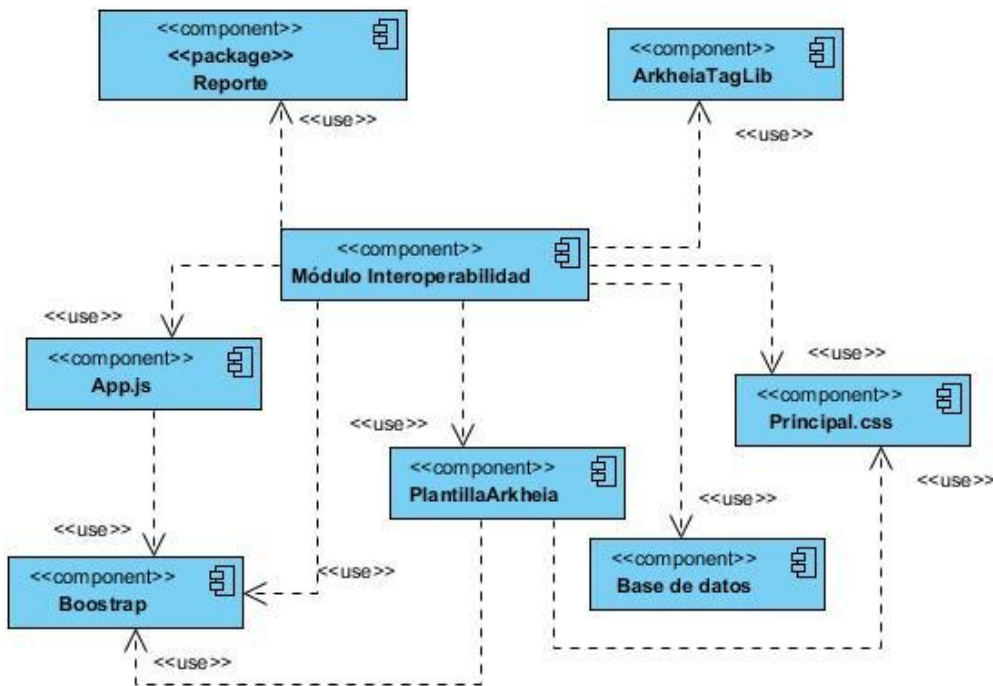 <<component>>
<<package>>
Reporte
<<component>>
ArkheiaTagLib
<<use>>
<<use>>
<<component>>
Módulo Interoperabilidad
<<use>>
<<component>>
App.js
<<use>>
<<component>>
Principal.css
<<use>>
<<component>>
PlantillaArkheia
<<use>>
<<use>>
<<use>>
<<component>>
Boostrap
<<use>>
<<component>>
Base de datos
<<use>>